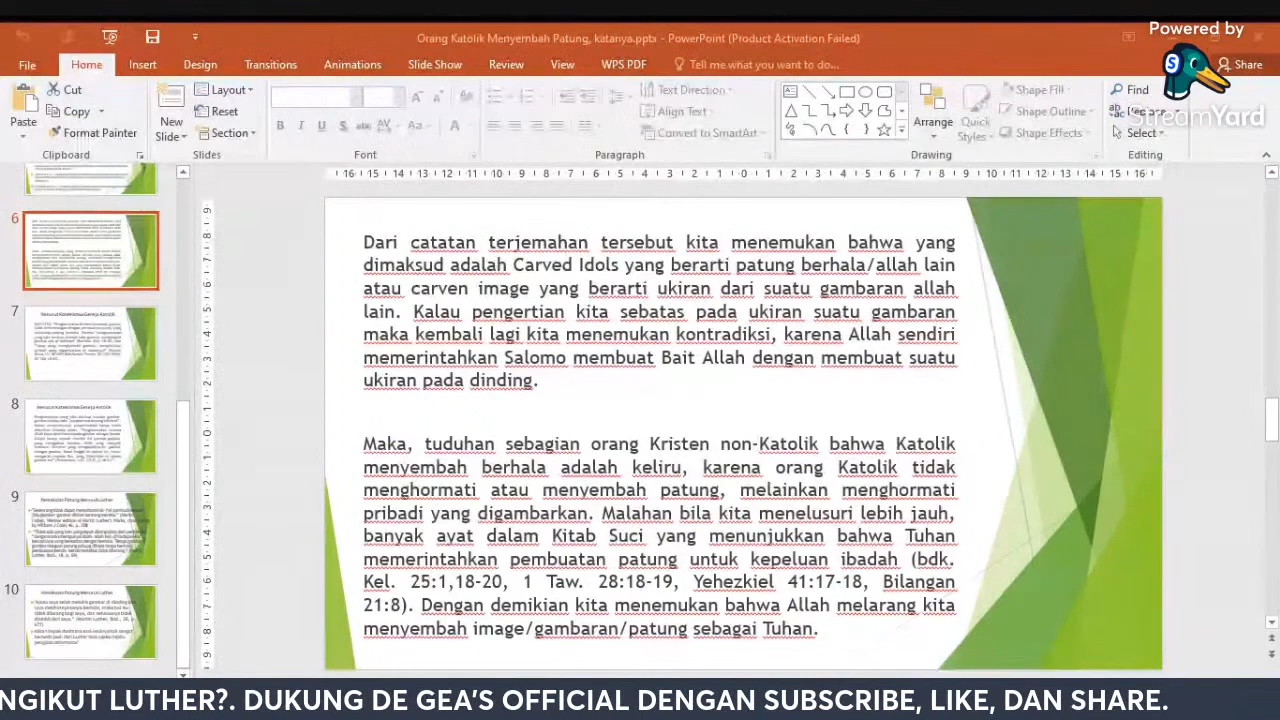 Powered by
StreamYard
Orang Katolik Menyembah Patung, katanya.pptx - PowerPoint (Product Activation Failed)
File Home Insert Design Transitions Animations Slide Show Review View WPS PDF Tell me what you want to do... Share
Paste
Cut
Copy
Format Painter
Clipboard
New Slide
Layout
Reset
Section
Slides
Font
Text Direction
Align Text
Convert to SmartArt
Paragraph
Arrange
Quick Styles
Shape Fill
Shape Outline
Shape Effects
Drawing
Find
Replace
Select
Editing
6
7
8
9
10
Dari catatan terjemahan tersebut kita menemukan bahwa yang
dimaksud adalah Carved Idols yang berarti patung berhala/allah lain
atau carven image yang berarti ukiran dari suatu gambaran allah
lain. Kalau pengertian kita sebatas pada ukiran suatu gambaran
maka kembali lagi kita menemukan kontradiksi, karena Allah sendiri
memerintahkan Salomo membuat Bait Allah dengan membuat suatu
ukiran pada dinding.
Maka, tuduhan sebagian orang Kristen non-Katolik bahwa Katolik
menyembah berhala adalah keliru, karena orang Katolik tidak
menghormati atau menyembah patung, melainkan menghormati
pribadi yang digambarkan. Malahan bila kita menelusuri lebih jauh,
banyak ayat dalam Kitab Suci yang menunjukkan bahwa Tuhan
memerintahkan pembuatan patung untuk kepeluan ibadah (bdk.
Kel. 25:1,18-20, 1 Taw. 28:18-19, Yehezkiel 41:17-18, Bilangan
21:8). Dengan demikian kita menemukan bahwa Allah melarang kita
menyembah image/gambaran/patung sebagai Tuhan.
NGIKUT LUTHER?. DUKUNG DE GEA'S OFFICIAL DENGAN SUBSCRIBE, LIKE, DAN SHARE.